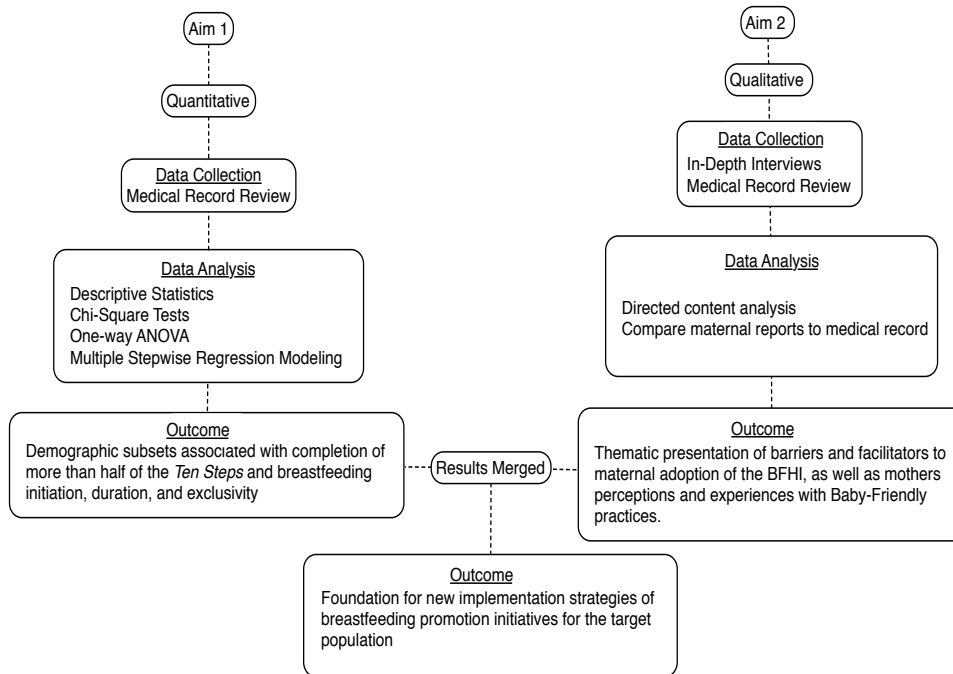 Aim 1
Quantitative
Data Collection
Medical Record Review
Data Analysis
Descriptive Statistics
Chi-Square Tests
One-way ANOVA
Multiple Stepwise Regression Modeling
Outcome
Demographic subsets associated with completion of
more than half of the Ten Steps and breastfeeding
initiation, duration, and exclusivity
Aim 2
Qualitative
Data Collection
In-Depth Interviews
Medical Record Review
Data Analysis
Directed content analysis
Compare maternal reports to medical record
Outcome
Thematic presentation of barriers and facilitators to
maternal adoption of the BFHI, as well as mothers
perceptions and experiences with Baby-Friendly
practices.
Results Merged
Outcome
Foundation for new implementation strategies of
breastfeeding promotion initiatives for the target
population